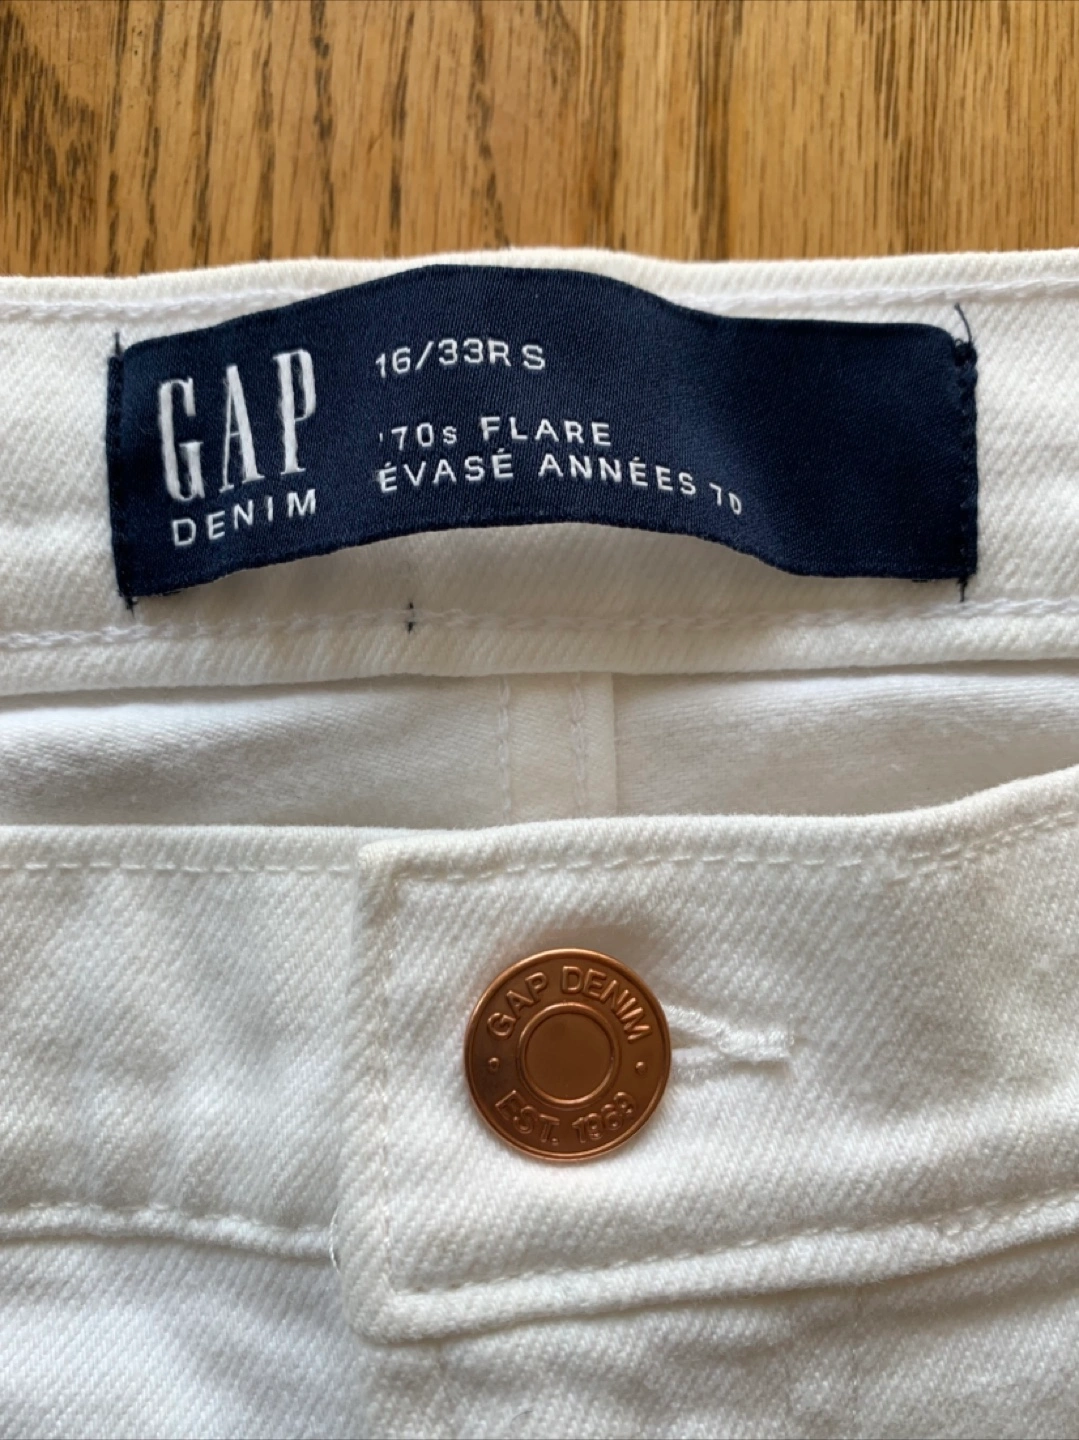 GAP
DENIM
16/33R S
'70s FLARE
ÉVASÉ ANNÉES 70
GAP DENIM
EST. 1969